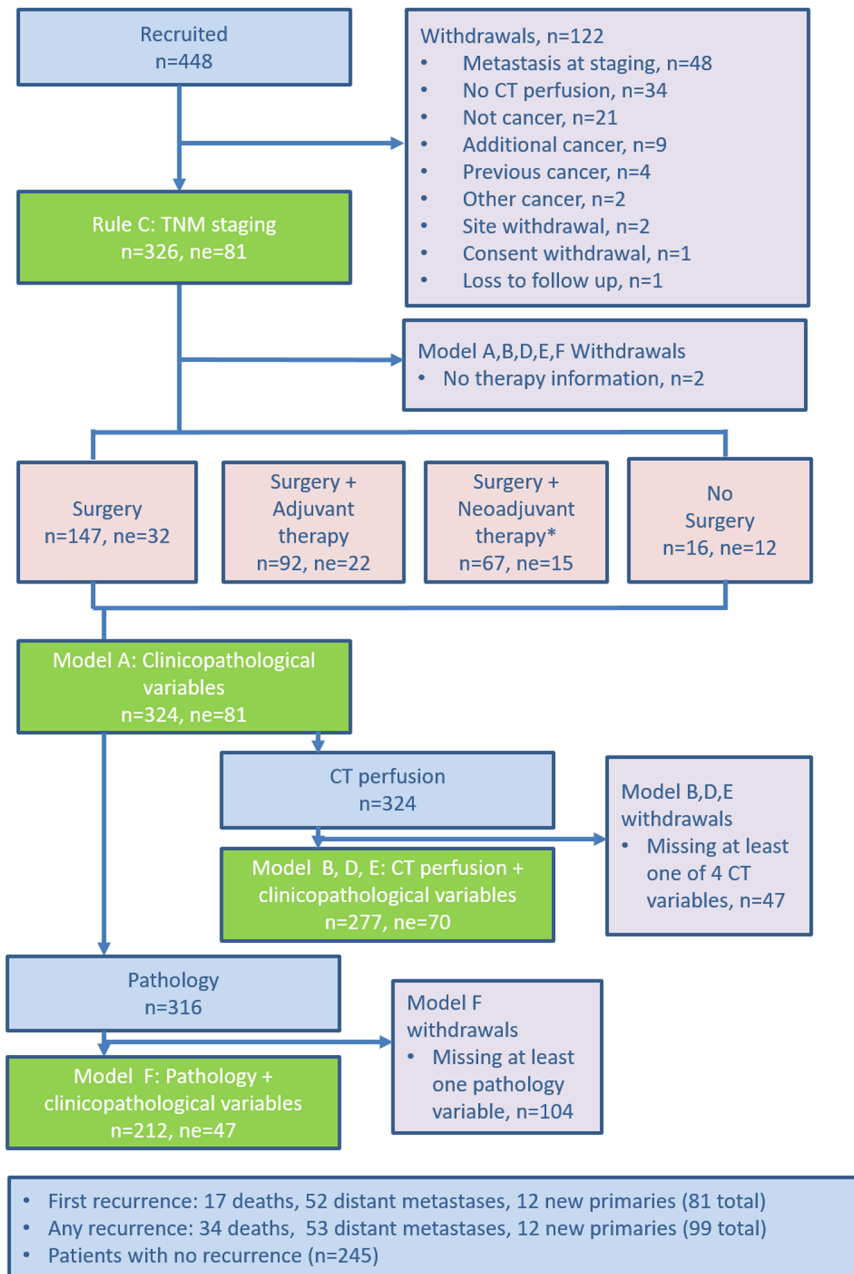 Recruited
n=448
Withdrawals, n=122
• Metastasis at staging, n=48
• No CT perfusion, n=34
• Not cancer, n=21
• Additional cancer, n=9
• Previous cancer, n=4
• Other cancer, n=2
• Site withdrawal, n=2
• Consent withdrawal, n=1
• Loss to follow up, n=1
Rule C: TNM staging
n=326, ne=81
Model A,B,D,E,F Withdrawals
• No therapy information, n=2
Surgery
n=147, ne=32
Surgery +
Adjuvant
therapy
n=92, ne=22
Surgery +
Neoadjuvant
therapy*
n=67, ne=15
No
Surgery
n=16, ne=12
Model A: Clinicopathological
variables
n=324, ne=81
CT perfusion
n=324
Model B,D,E
withdrawals
• Missing at least
one of 4 CT
variables, n=47
Model B, D, E: CT perfusion +
clinicopathological variables
n=277, ne=70
Pathology
n=316
Model F
withdrawals
• Missing at least
one pathology
variable, n=104
Model F: Pathology +
clinicopathological variables
n=212, ne=47
• First recurrence: 17 deaths, 52 distant metastases, 12 new primaries (81 total)
• Any recurrence: 34 deaths, 53 distant metastases, 12 new primaries (99 total)
• Patients with no recurrence (n=245)